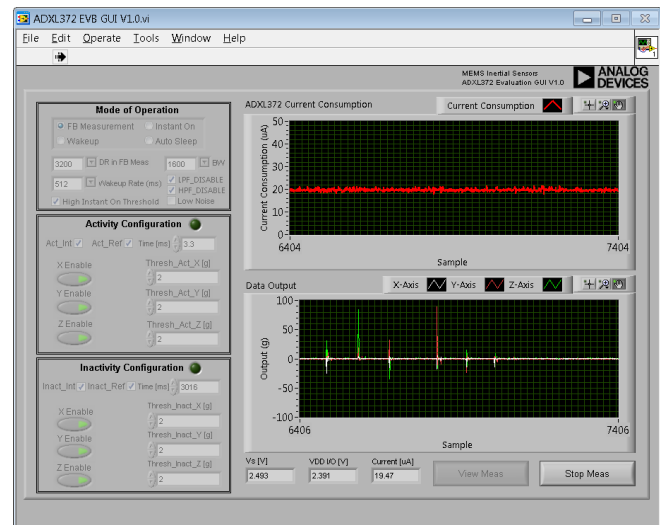 ADXL372 EVB GUI V1.0.vi
File Edit Operate Tools Window Help
1
MEMS Inertial Sensors
ADXL372 Evaluation GUI V1.0
ANALOG
DEVICES
Mode of Operation
FB Measurement Instant On
Wakeup Auto Sleep
3200 DR in FB Meas 1600 BW
512 Wakeup Rate (ms) LPF_DISABLE
HPF_DISABLE
High Instant On Threshold Low Noise
Activity Configuration
Act_Int Act_Ref Time [ms] 3.3
X Enable Thresh_Act_X [g]
2
Y Enable Thresh_Act_Y [g]
2
Z Enable Thresh_Act_Z [g]
2
Inactivity Configuration
Inact_Int Inact_Ref Time [ms] 3016
X Enable Thresh_Inact_X [g]
2
Y Enable Thresh_Inact_Y [g]
2
Z Enable Thresh_Inact_Z [g]
2
ADXL372 Current Consumption Current Consumption
Current Consumption (uA)
50
40
30
20
10
0
6404 7404
Sample
Data Output X-Axis Y-Axis Z-Axis
Output (g)
100
50
0
-50
-100
6406 7406
Sample
Vs [V] VDD I/O [V] Current [uA]
2.493 2.391 19.47 View Meas Stop Meas